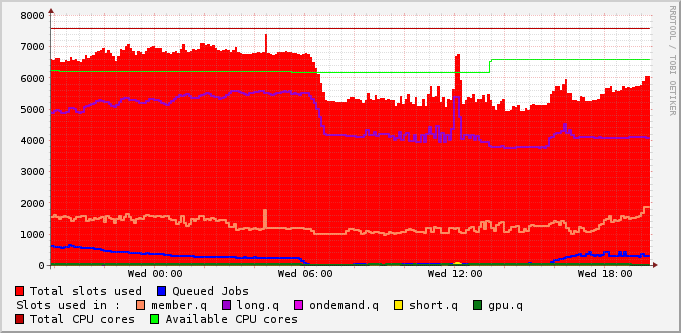 RRDTOOL / TOBI OETIKER
8000
7000
6000
5000
4000
3000
2000
1000
0
Wed 00:00 Wed 06:00 Wed 12:00 Wed 18:00
Total slots used Queued Jobs
Slots used in : member.q long.q ondemand.q short.q gpu.q
Total CPU cores Available CPU cores